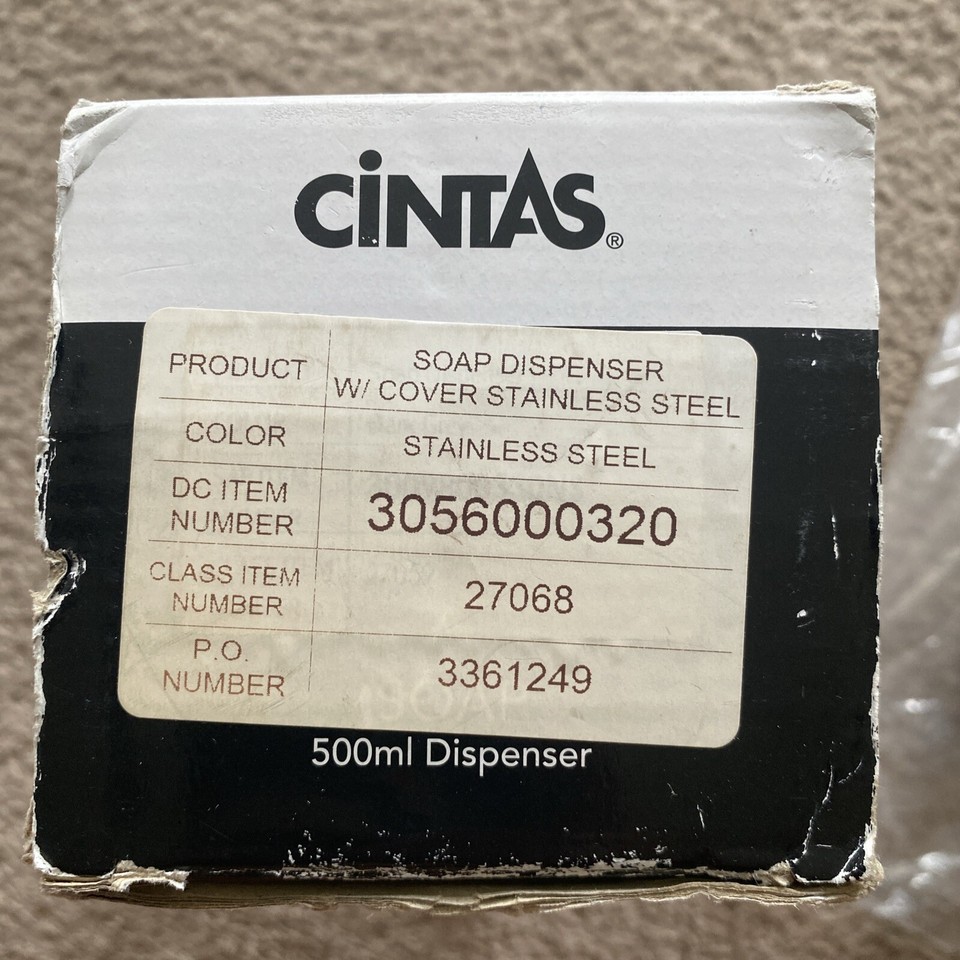 CiNTAS®
PRODUCT
SOAP DISPENSER
W/ COVER STAINLESS STEEL
COLOR
STAINLESS STEEL
DC ITEM
NUMBER
3056000320
CLASS ITEM
NUMBER
27068
P.O.
NUMBER
3361249
SOAP
500ml Dispenser